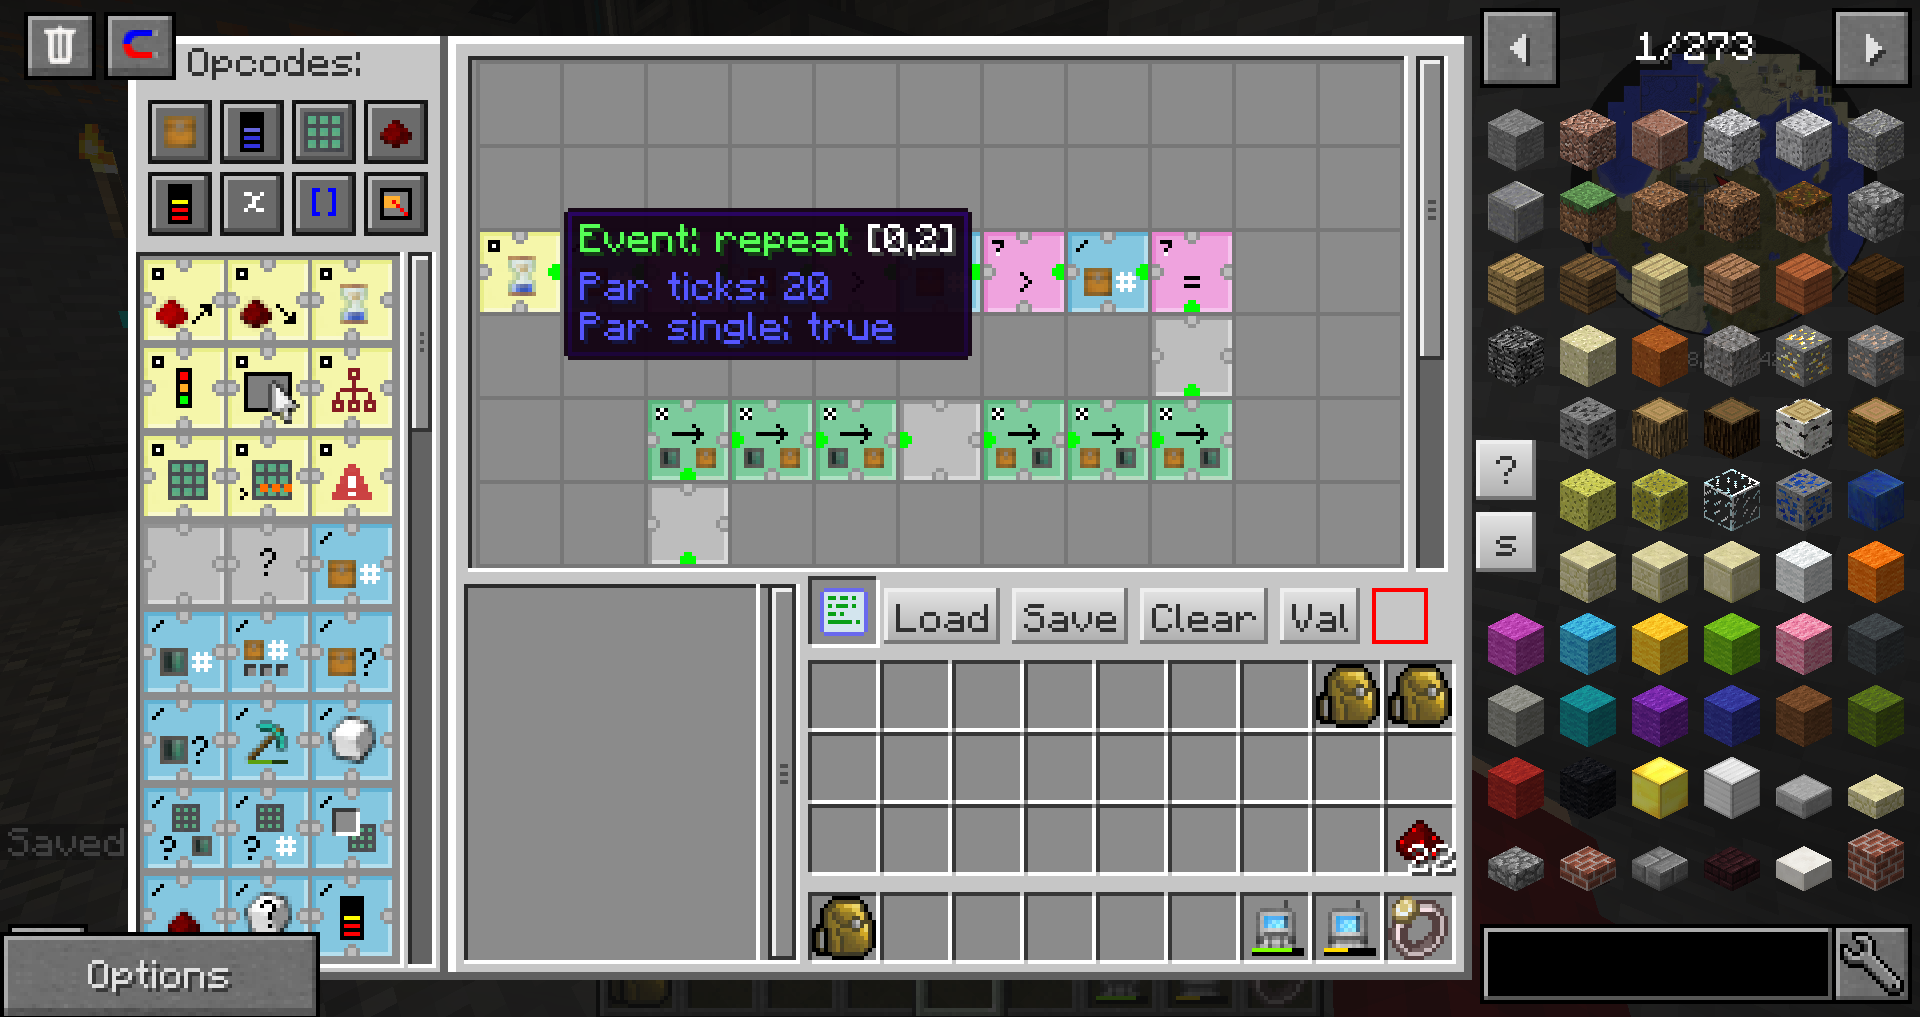 Opcodes:
1/273
Event: repeat [0,2]
Par ticks: 20
Par single: true
?
s
Load
Save
Clear
Val
22
Saved
Options